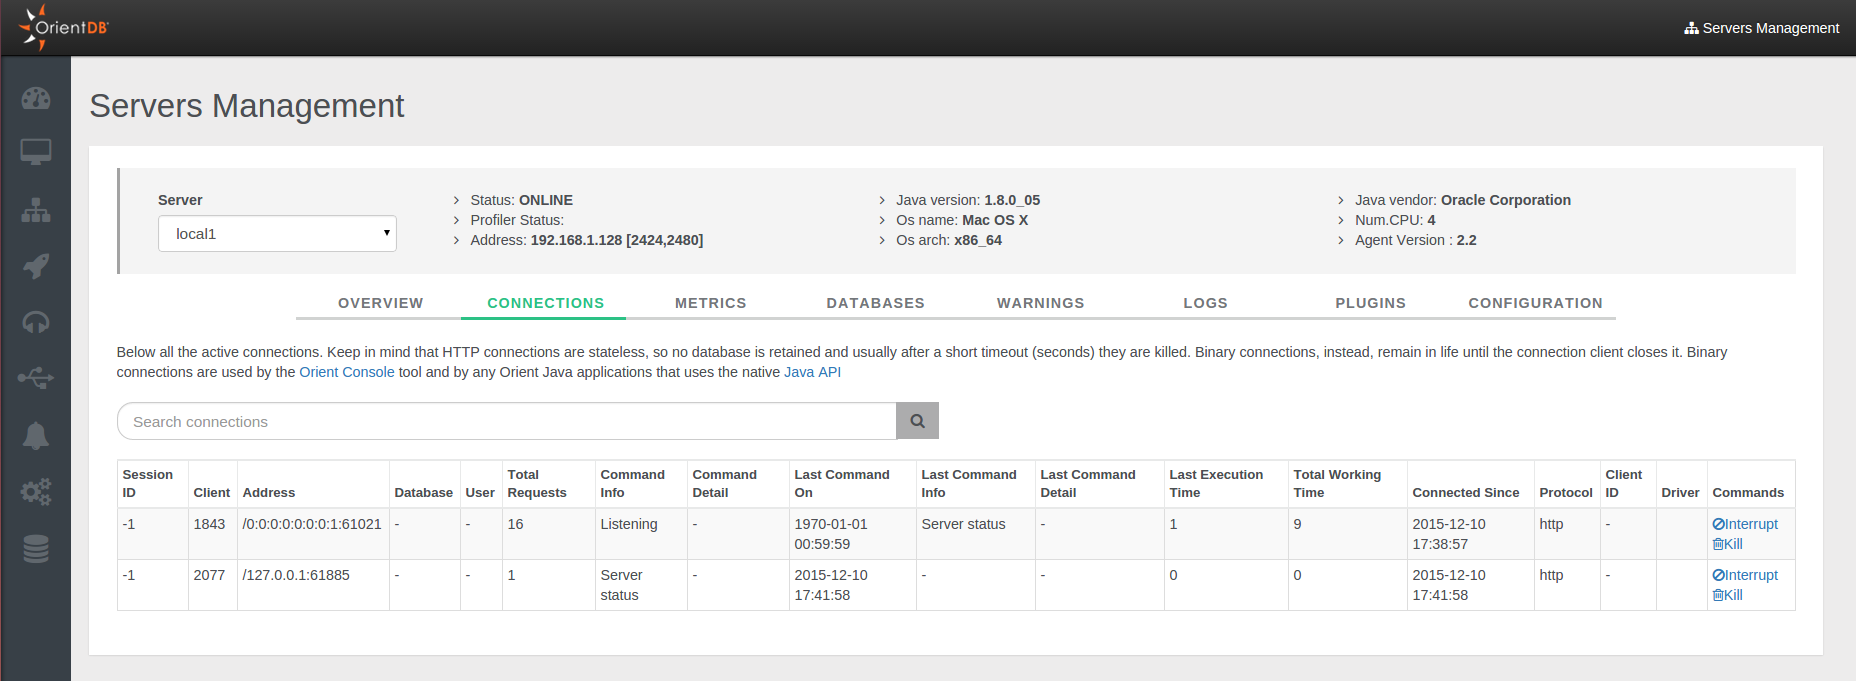 OrientDB
Servers Management
Servers Management
Server
local1
Status: ONLINE
Profiler Status:
Address: 192.168.1.128 [2424,2480]
Java version: 1.8.0_05
Os name: Mac OS X
Os arch: x86_64
Java vendor: Oracle Corporation
Num.CPU: 4
Agent Version : 2.2
OVERVIEW CONNECTIONS METRICS DATABASES WARNINGS LOGS PLUGINS CONFIGURATION
Below all the active connections. Keep in mind that HTTP connections are stateless, so no database is retained and usually after a short timeout (seconds) they are killed. Binary connections, instead, remain in life until the connection client closes it. Binary
connections are used by the Orient Console tool and by any Orient Java applications that uses the native Java API
Search connections
Session ID Client Address Database User Total Requests Command Info Command Detail Last Command On Last Command Info Last Command Detail Last Execution Time Total Working Time Connected Since Protocol Client ID Driver Commands
-1 1843 /0:0:0:0:0:0:0:1:61021 - - 16 Listening - 1970-01-01 00:59:59 Server status - 1 9 2015-12-10 17:38:57 http - Interrupt Kill
-1 2077 /127.0.0.1:61885 - - 1 Server status - 2015-12-10 17:41:58 - - 0 0 2015-12-10 17:41:58 http - Interrupt Kill